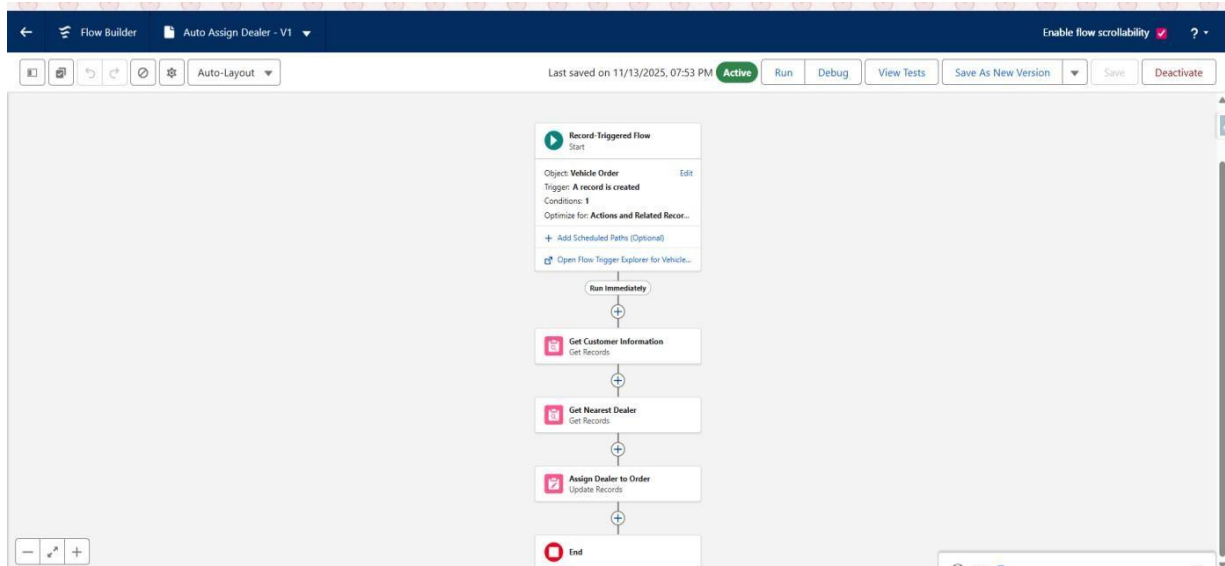 Flow Builder
Auto Assign Dealer - V1
Enable flow scrollability
?
Auto-Layout
Last saved on 11/13/2025, 07:53 PM
Active
Run
Debug
View Tests
Save As New Version
Save
Deactivate
Record-Triggered Flow
Start
Object: Vehicle Order
Edit
Trigger: A record is created
Conditions: 1
Optimize for: Actions and Related Recor...
+ Add Scheduled Paths (Optional)
Open Flow Trigger Explorer for Vehicle...
Run Immediately
Get Customer Information
Get Records
Get Nearest Dealer
Get Records
Assign Dealer to Order
Update Records
End